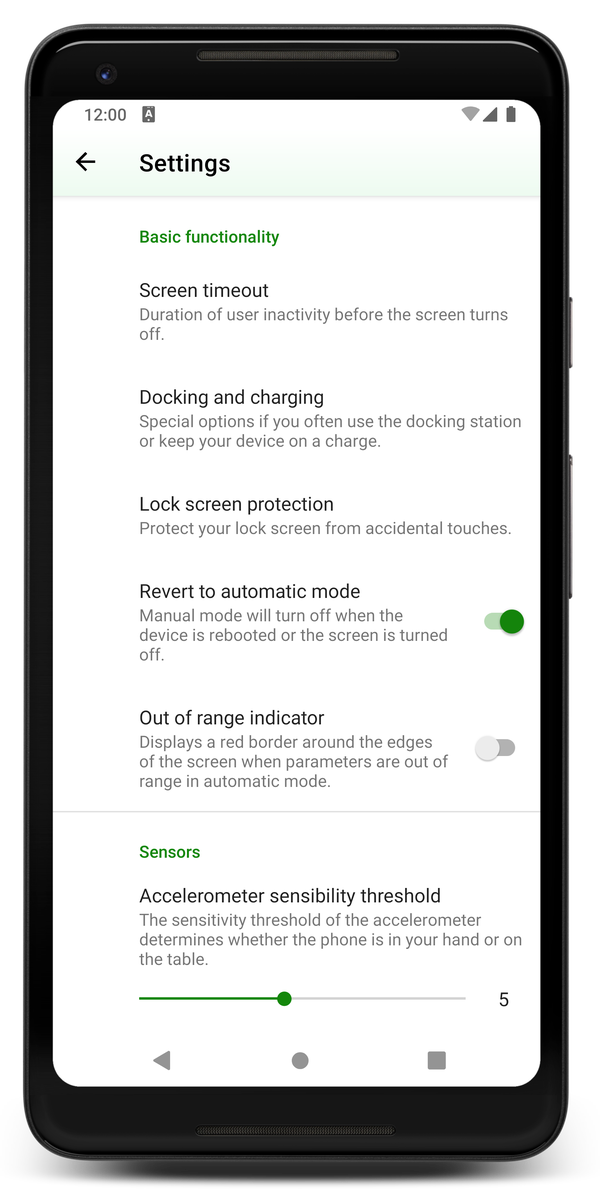 12:00 A
Settings
Basic functionality
Screen timeout
Duration of user inactivity before the screen turns
off.
Docking and charging
Special options if you often use the docking station
or keep your device on a charge.
Lock screen protection
Protect your lock screen from accidental touches.
Revert to automatic mode
Manual mode will turn off when the
device is rebooted or the screen is turned
off.
Out of range indicator
Displays a red border around the edges
of the screen when parameters are out of
range in automatic mode.
Sensors
Accelerometer sensibility threshold
The sensitivity threshold of the accelerometer
determines whether the phone is in your hand or on
the table.
5